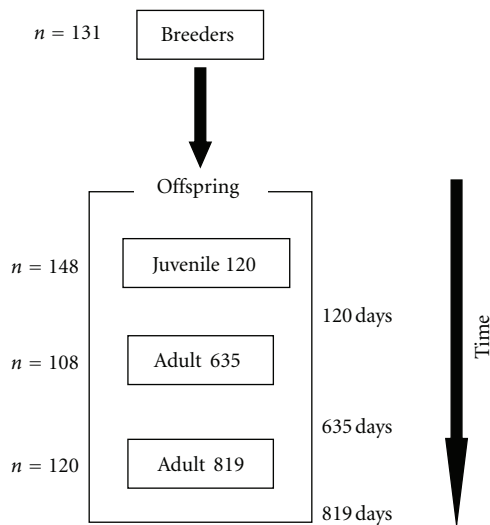 n = 131
Breeders
Offspring
n = 148
Juvenile 120
120 days
n = 108
Adult 635
635 days
n = 120
Adult 819
819 days
Time